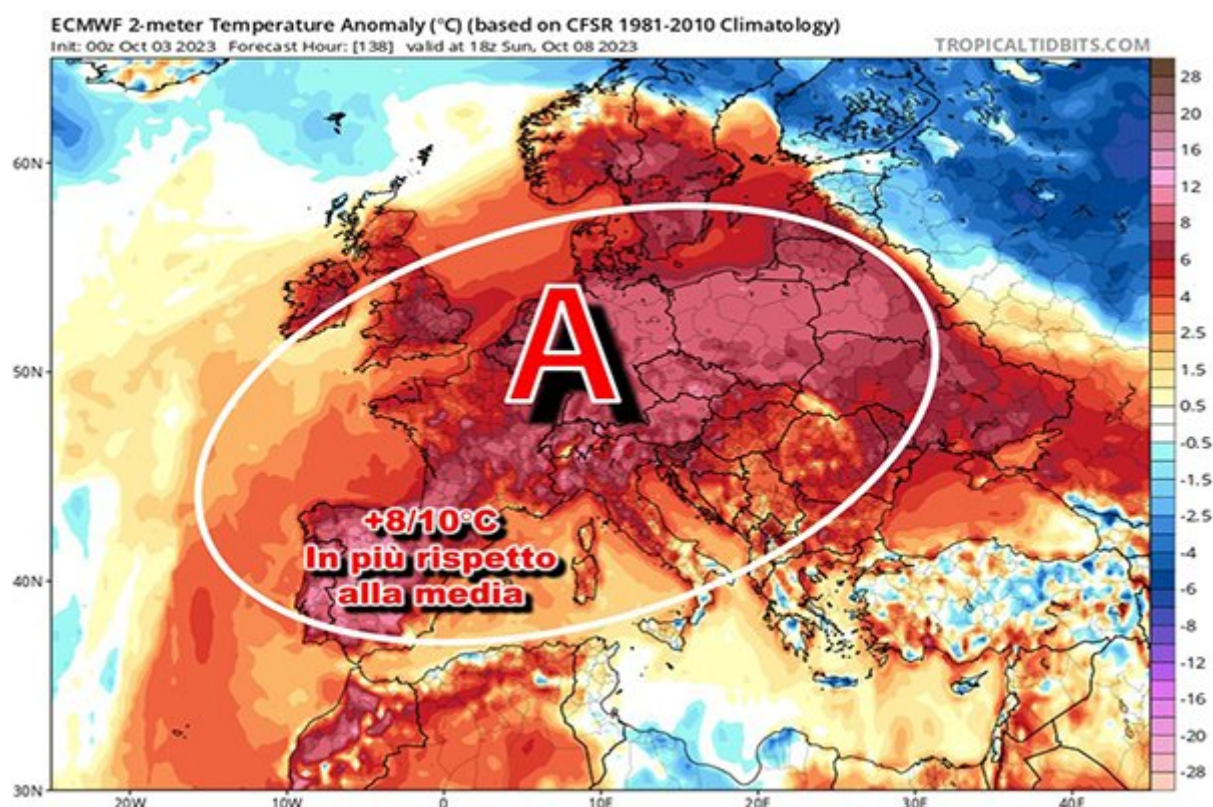 ECMWF 2-meter Temperature Anomaly (°C) (based on CFSR 1981-2010 Climatology)
Init: 00z Oct 03 2023 Forecast Hour: [138] valid at 18z Sun, Oct 08 2023
TROPICALTIDBITS.COM
60N
50N
40N
30N
A
+8/10°C
In più rispetto
alla media
20W
10W
0
10E
20E
30E
40E
28
20
16
12
8
6
4
2.5
1.5
0.5
-0.5
-1.5
-2.5
-4
-6
-8
-12
-16
-20
-28